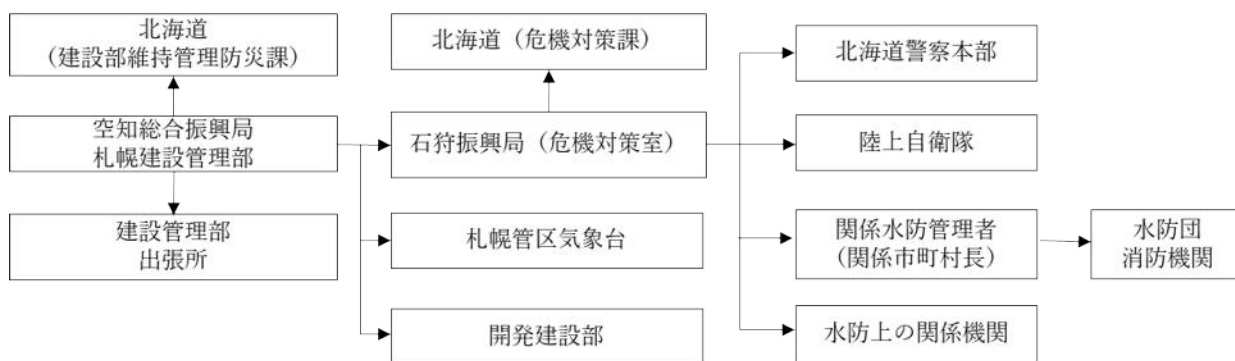 北海道
（建設部維持管理防災課）
空知総合振興局
札幌建設管理部
建設管理部
出張所
北海道（危機対策課）
石狩振興局（危機対策室）
札幌管区気象台
開発建設部
北海道警察本部
陸上自衛隊
関係水防管理者
（関係市町村長）
水防上の関係機関
水防団
消防機関